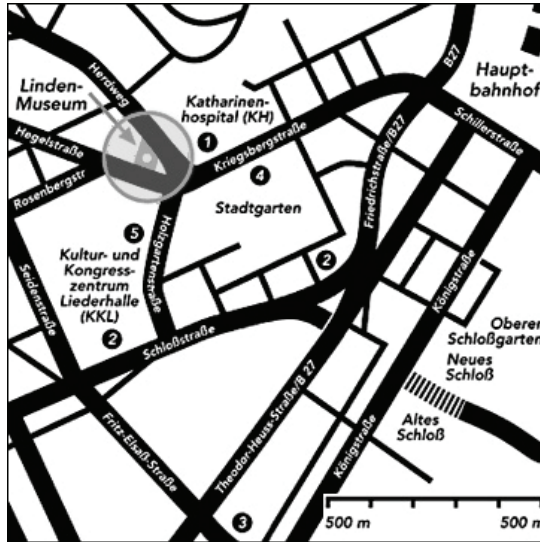 Herdweg
B27
Linden-
Museum
Haupt-
bahnhof
Katharinen-
hospital (KH)
1
Schillerstraße
Hegelstraße
Kriegsbergstraße
Rosenbergstr
4
Friedrichstraße/B27
Stadtgarten
5
Holzgartenstraße
Kultur- und
Kongress-
zentrum
Liederhalle
(KKL)
2
2
Seidenstraße
Königstraße
Schloßstraße
Oberer
Schloßgarten
Neues
Schloß
Altes
Schloß
Fritz-Elsaß-Straße
Theodor-Heuss-Straße/B 27
Königstraße
3
500 m
500 m